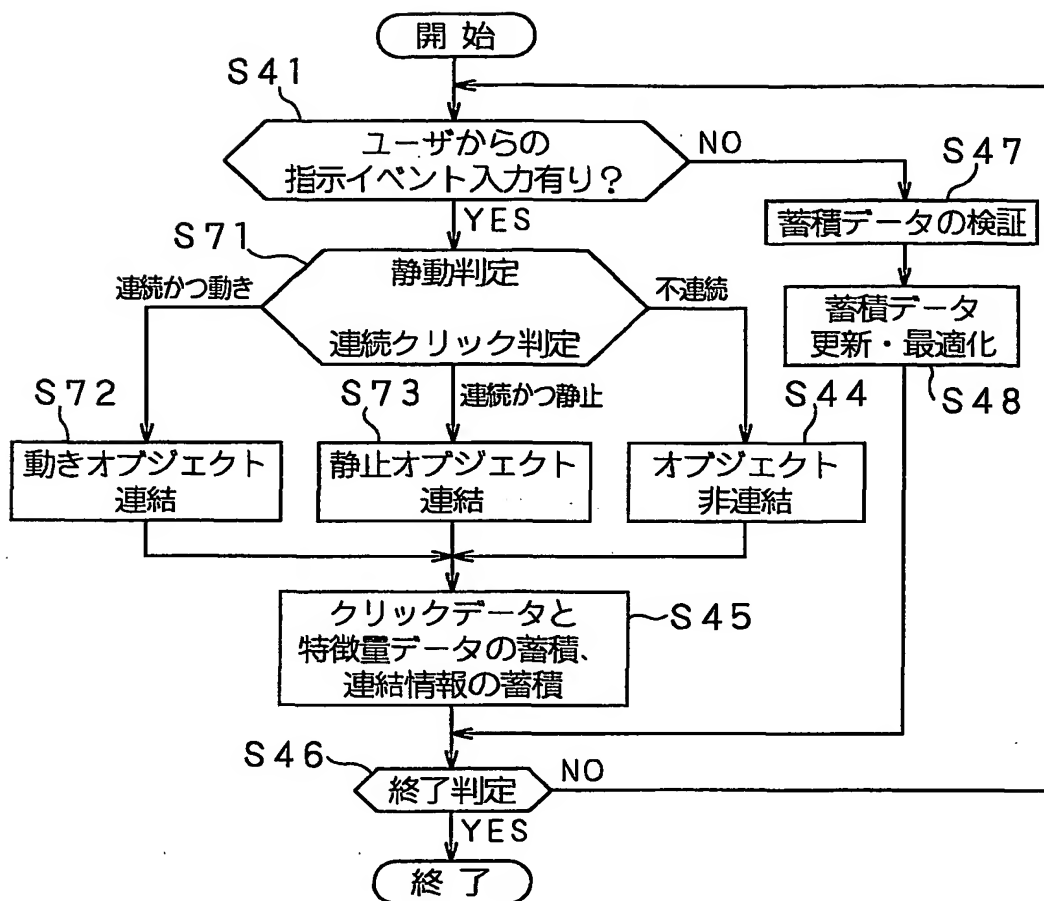 開 始
S41
ユーザからの
指示イベント入力有り？
NO
YES
S47
蓄積データの検証
S71
静動判定
連続クリック判定
連続かつ動き
不連続
蓄積データ
更新・最適化
S48
S72
S73
連続かつ静止
S44
動きオブジェクト
連結
静止オブジェクト
連結
オブジェクト
非連結
クリックデータと
特徴量データの蓄積、
連結情報の蓄積
S45
S46
終了判定
NO
YES
終 了